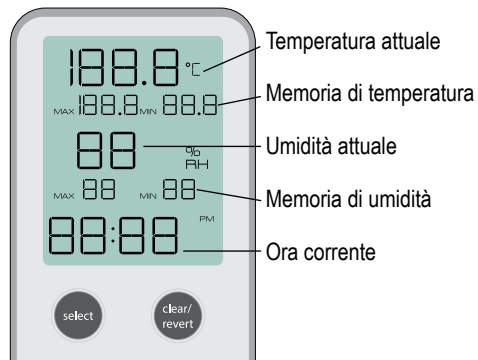 188.8 °C Temperatura attuale
MAX 188.8 MIN 88.8 Memoria di temperatura
88 % RH Umidità attuale
MAX 88 MIN 88 Memoria di umidità
88:88 PM Ora corrente
select clear/
revert